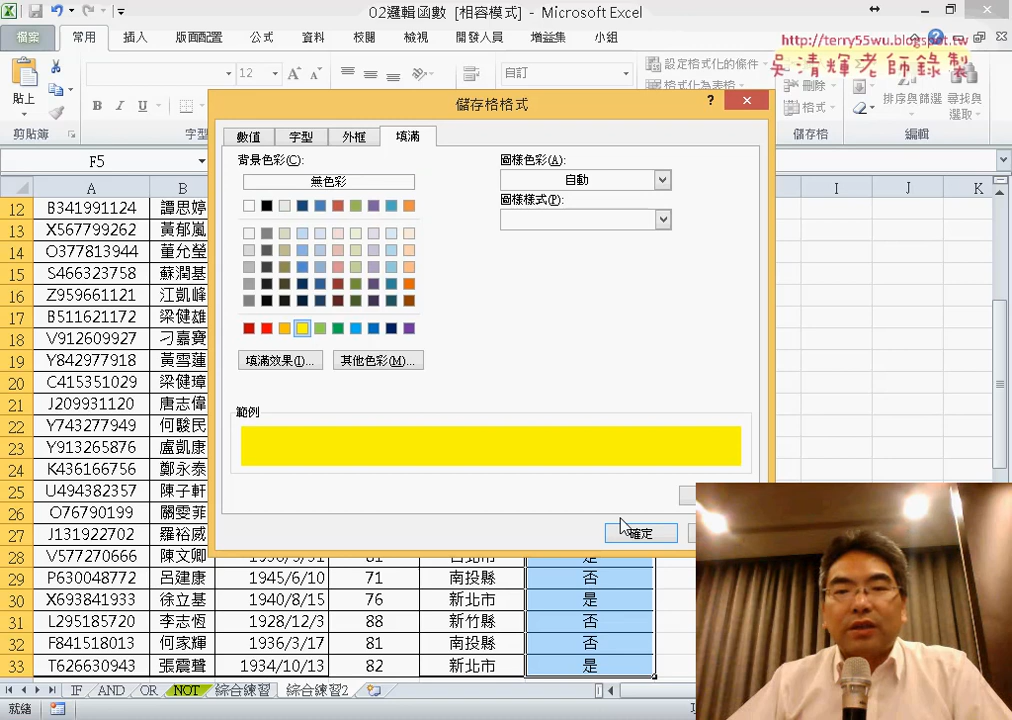 02邏輯函數 [相容模式] - Microsoft Excel
檔案 常用 插入 版面配置 公式 資料 校閱 檢視 開發人員 增益集 小組
http://terry55wu.blogspot.tw
吳清輝老師錄製
貼上 12 自訂 設定格式化的條件 格式化為表格 刪除 格式 排序與篩選 尋找與選取
B I U
剪貼簿 字型 儲存格 編輯
F5
儲存格格式
數值 字型 外框 填滿
背景色彩(C):
無色彩
圖樣色彩(A):
自動
圖樣樣式(P):
填滿效果(I)... 其他色彩(M)...
範例
確定
A B I J K
12 B341991124 譚思婷
13 X567799262 黃郁嵐
14 O377813944 董允瑩
15 S466323758 蘇潤基
16 Z959661121 江凱峰
17 B511621172 梁健雄
18 V912609927 刁嘉寶
19 Y842977918 黃雪蓮
20 C415351029 梁健璋
21 J209931120 唐志偉
22 Y743277949 何駿民
23 Y913265876 盧凱康
24 K436166756 鄭永泰
25 U494382357 陳子軒
26 O76790199 關雯菲
27 J131922702 羅裕威
28 V577270666 陳文卿
29 P630048772 呂建康 1945/6/10 71 南投縣 否
30 X693841933 徐立基 1940/8/15 76 新北市 是
31 L295185720 李志恆 1928/12/3 88 新竹縣 否
32 F841518013 何家輝 1936/3/17 81 南投縣 否
33 T626630943 張震聲 1934/10/13 82 新北市 是
IF AND OR NOT 綜合練習 綜合練習2
就緒